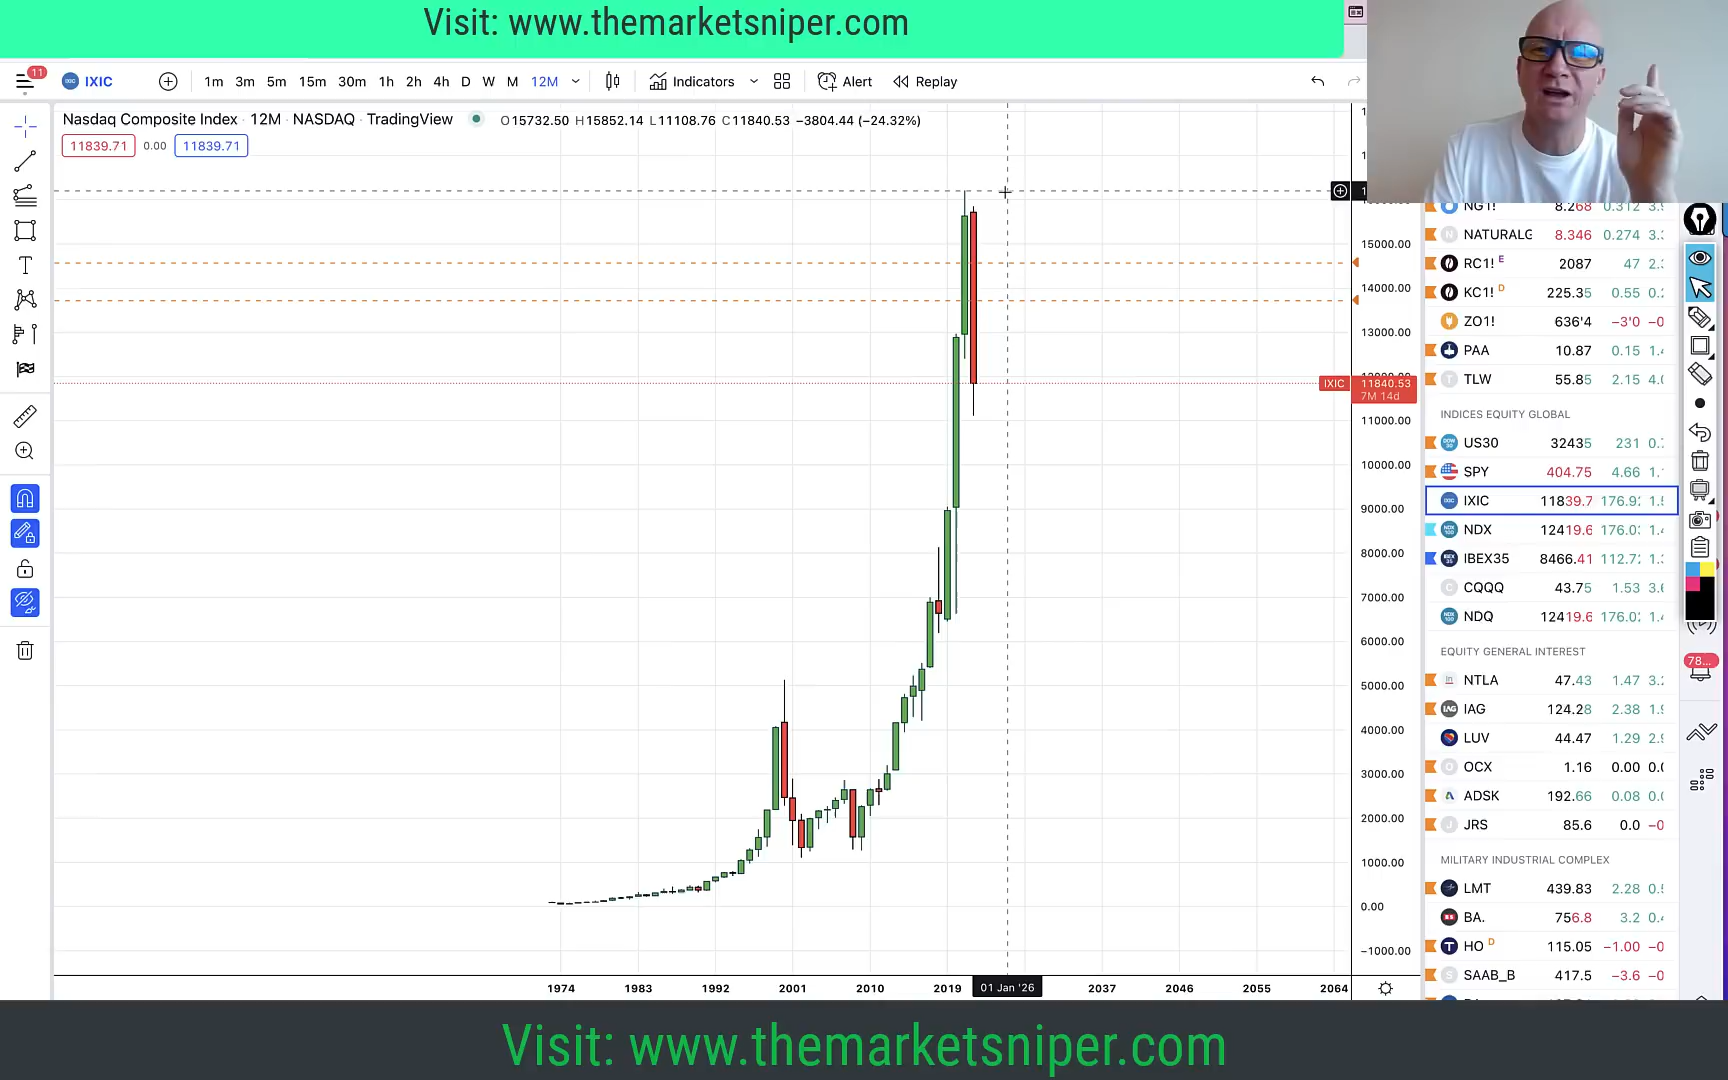 Visit: www.themarketsniper.com
11
IXIC
1m 3m 5m 15m 30m 1h 2h 4h D W M 12M
Indicators
Alert
Replay
Nasdaq Composite Index · 12M · NASDAQ · TradingView
O15732.50 H15852.14 L11108.76 C11840.53 −3804.44 (−24.32%)
11839.71 0.00 11839.71
15000.00
14000.00
13000.00
IXIC 11840.53
7M 14d
11000.00
10000.00
9000.00
8000.00
7000.00
6000.00
5000.00
4000.00
3000.00
2000.00
1000.00
0.00
−1000.00
1974 1983 1992 2001 2010 2019 01 Jan '26 2037 2046 2055 2064
NG1! 8.268 0.312
NATURALG 8.346 0.274
RC1! E 2087 47
KC1! D 225.35 0.55
ZO1! 636'4 −3'0 −0
PAA 10.87 0.15
TLW 55.85 2.15
INDICES EQUITY GLOBAL
US30 32435 231
SPY 404.75 4.66
IXIC 11839.7 176.92
NDX 12419.6
IBEX35 8466.41
CQQQ 43.75 1.53
NDQ 12419.6
78...
EQUITY GENERAL INTEREST
NTLA 47.43 1.47
IAG 124.28 2.38
LUV 44.47 1.29
OCX 1.16 0.00
ADSK 192.66 0.08
JRS 85.6 0.0 −0
MILITARY INDUSTRIAL COMPLEX
LMT 439.83 2.28
BA. 756.8 3.2
HO D 115.05 −1.00 −0
SAAB_B 417.5 −3.6 −0
Visit: www.themarketsniper.com